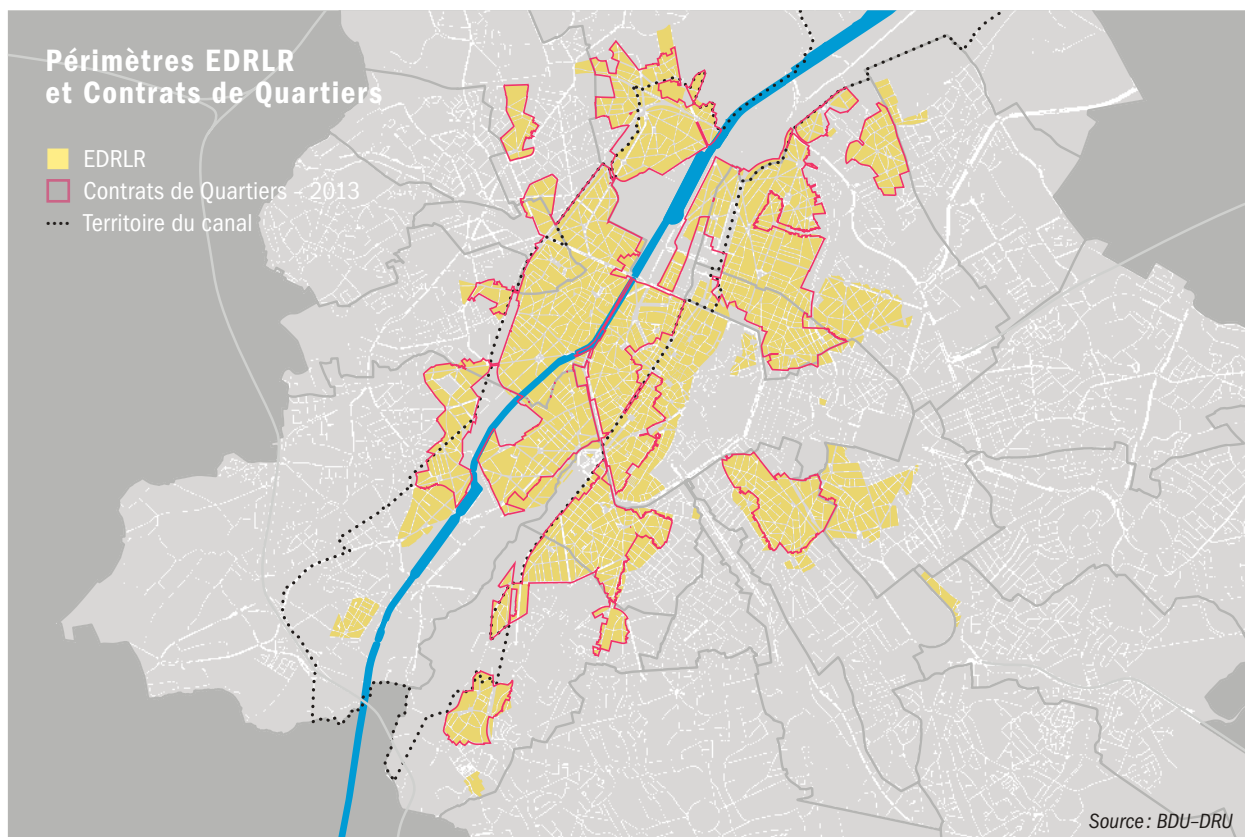 Périmètres EDRLR
et Contrats de Quartiers
EDRLR
Contrats de Quartiers – 2013
Territoire du canal
Source : BDU–DRU